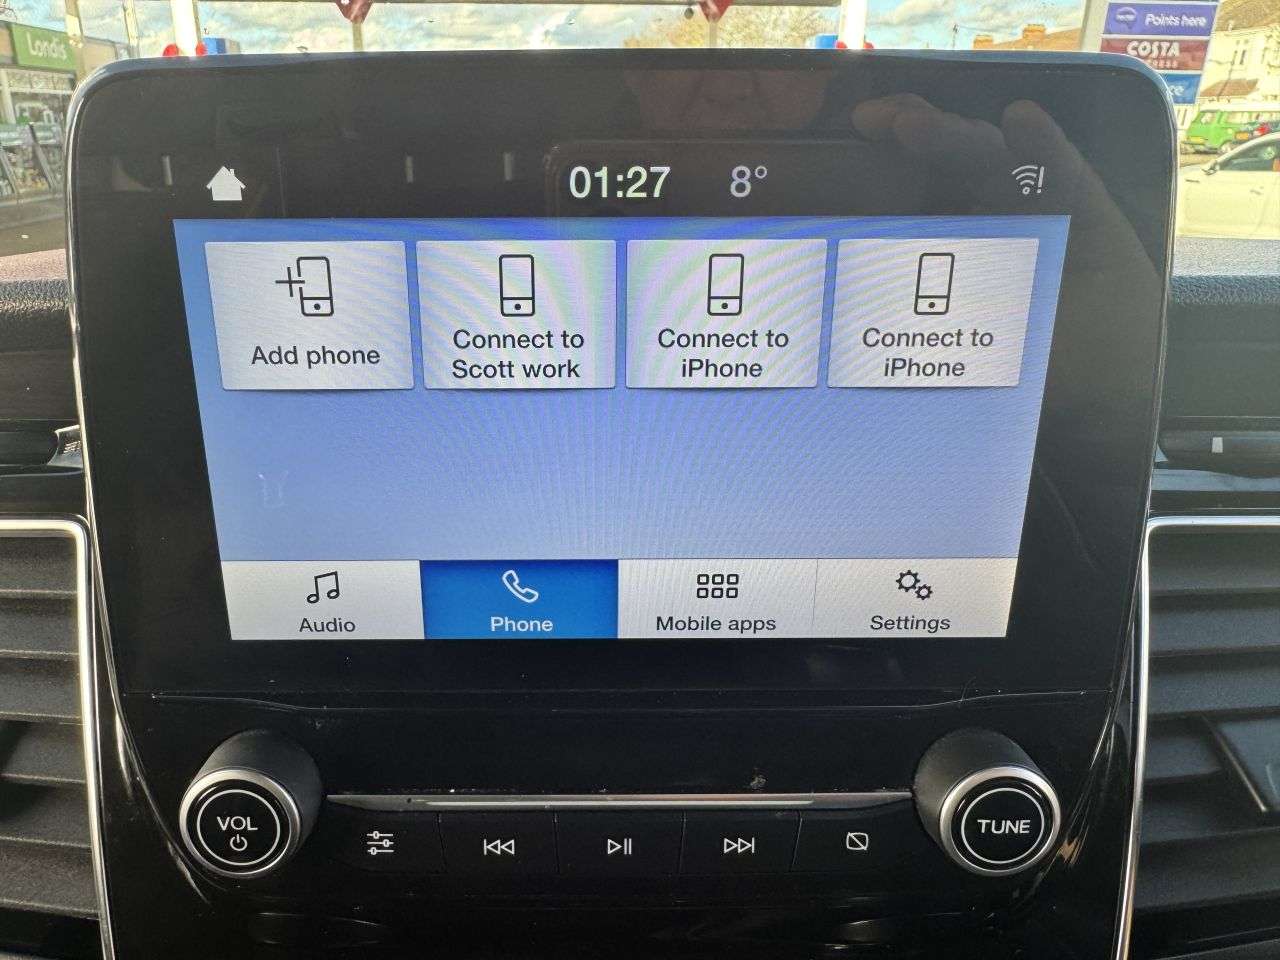 Londis
Points here
COSTA
EXPRESS
01:27 8°
Add phone
Connect to
Scott work
Connect to
iPhone
Connect to
iPhone
Audio
Phone
Mobile apps
Settings
VOL
TUNE